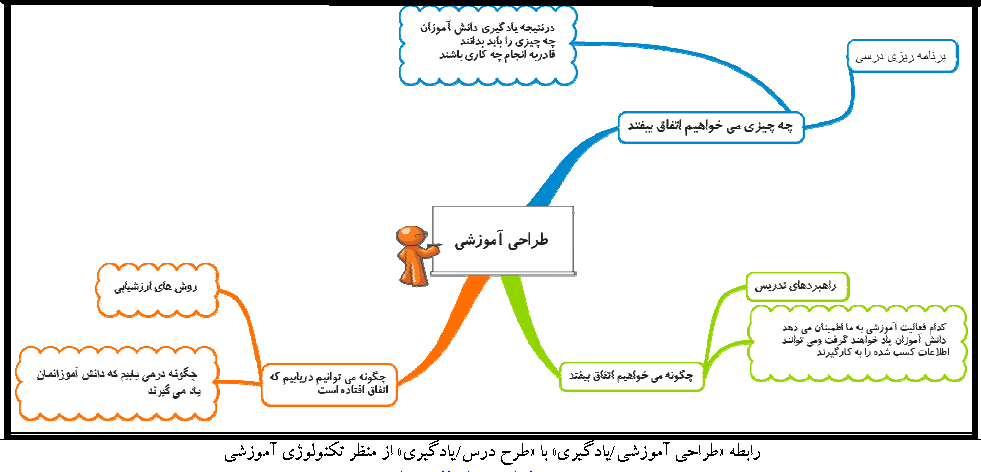 درنتیجه یادگیری دانش آموزان
چه چیزی را باید بدانند
قادربه انجام چه کاری باشند
برنامه ریزی درسی
چه چیزی می خواهیم اتفاق بیفتد
طراحی آموزشی
راهبردهای تدریس
کدام فعالیت آموزشی به ما اطمینان می دهد
دانش آموزان یاد خواهند گرفت ومی توانند
اطلاعات کسب شده را به کارگیرند
چگونه می خواهیم اتفاق بیفتد
روش های ارزشیابی
چگونه می توانیم دریابیم که
اتفاق افتاده است
چگونه درمی یابیم که دانش آموزانمان
یاد می گیرند
رابطه «طراحی آموزشی/یادگیری» با «طرح درس/یادگیری» از منظر تکنولوژی آموزشی